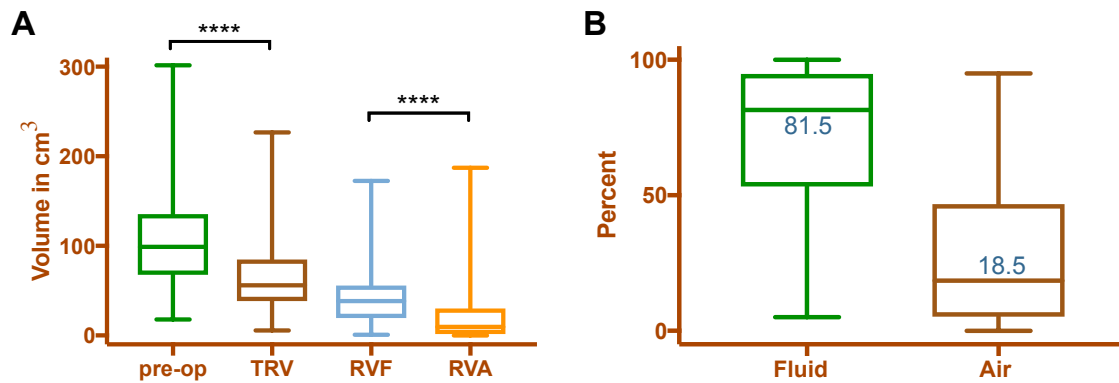 A
B
****
****
Volume in cm³
300
200
100
0
pre-op
TRV
RVF
RVA
Percent
100
50
0
81.5
18.5
Fluid
Air